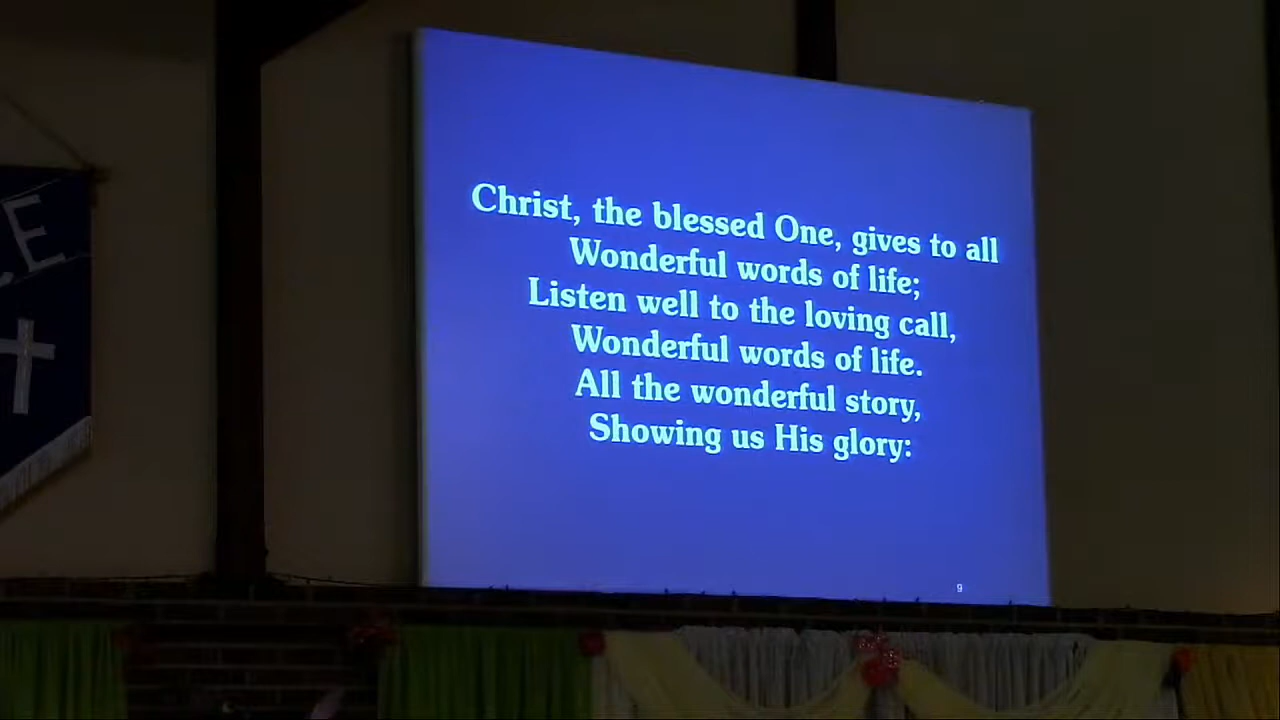 Christ, the blessed One, gives to all
Wonderful words of life;
Listen well to the loving call,
Wonderful words of life.
All the wonderful story,
Showing us His glory:
9